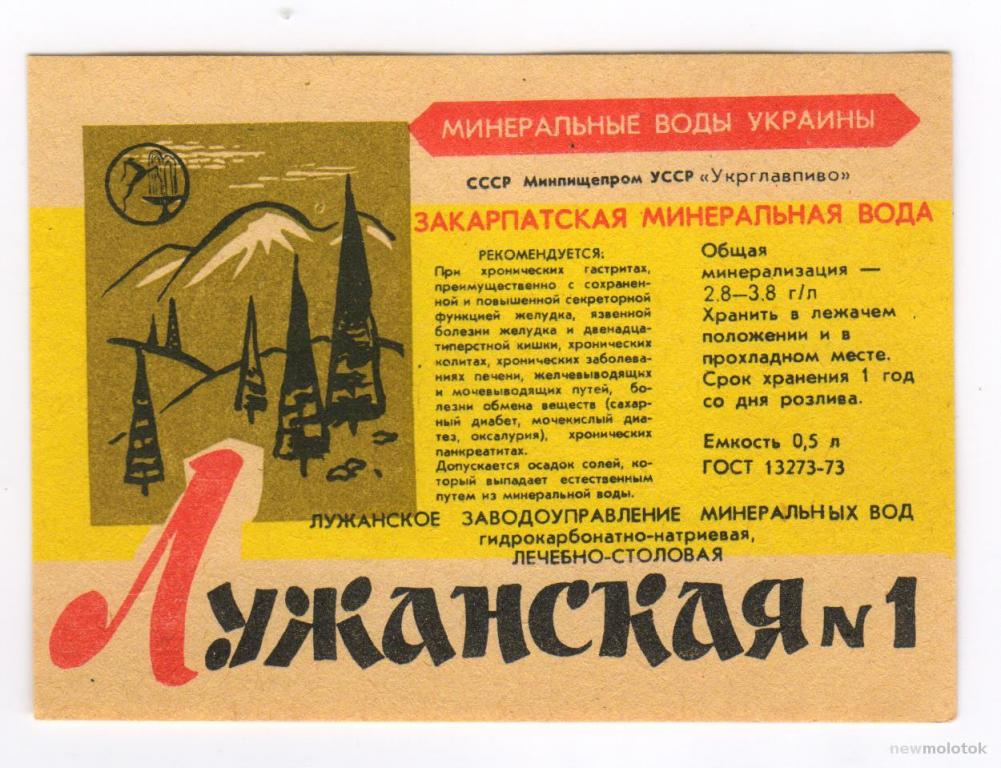 МИНЕРАЛЬНЫЕ ВОДЫ УКРАИНЫ
СССР Минпищепром УССР «Укрглавпиво»
ЗАКАРПАТСКАЯ МИНЕРАЛЬНАЯ ВОДА
РЕКОМЕНДУЕТСЯ:
При хронических гастритах,
преимущественно с сохранен-
ной и повышенной секреторной
функцией желудка, язвенной
болезни желудка и двенадца-
типерстной кишки, хронических
колитах, хронических заболева-
ниях печени, желчевыводящих
и мочевыводящих путей, бо-
лезни обмена веществ (сахар-
ный диабет, мочекислый диа-
тез, оксалурия), хронических
панкреатитах.
Допускается осадок солей, ко-
торый выпадает естественным
путем из минеральной воды.
Общая
минерализация —
2.8—3.8 г/л
Хранить в лежачем
положении и в
прохладном месте.
Срок хранения 1 год
со дня розлива.
Емкость 0,5 л
ГОСТ 13273-73
ЛУЖАНСКОЕ ЗАВОДОУПРАВЛЕНИЕ МИНЕРАЛЬНЫХ ВОД
гидрокарбонатно-натриевая,
ЛЕЧЕБНО-СТОЛОВАЯ
Лужанская N 1
newmolotok